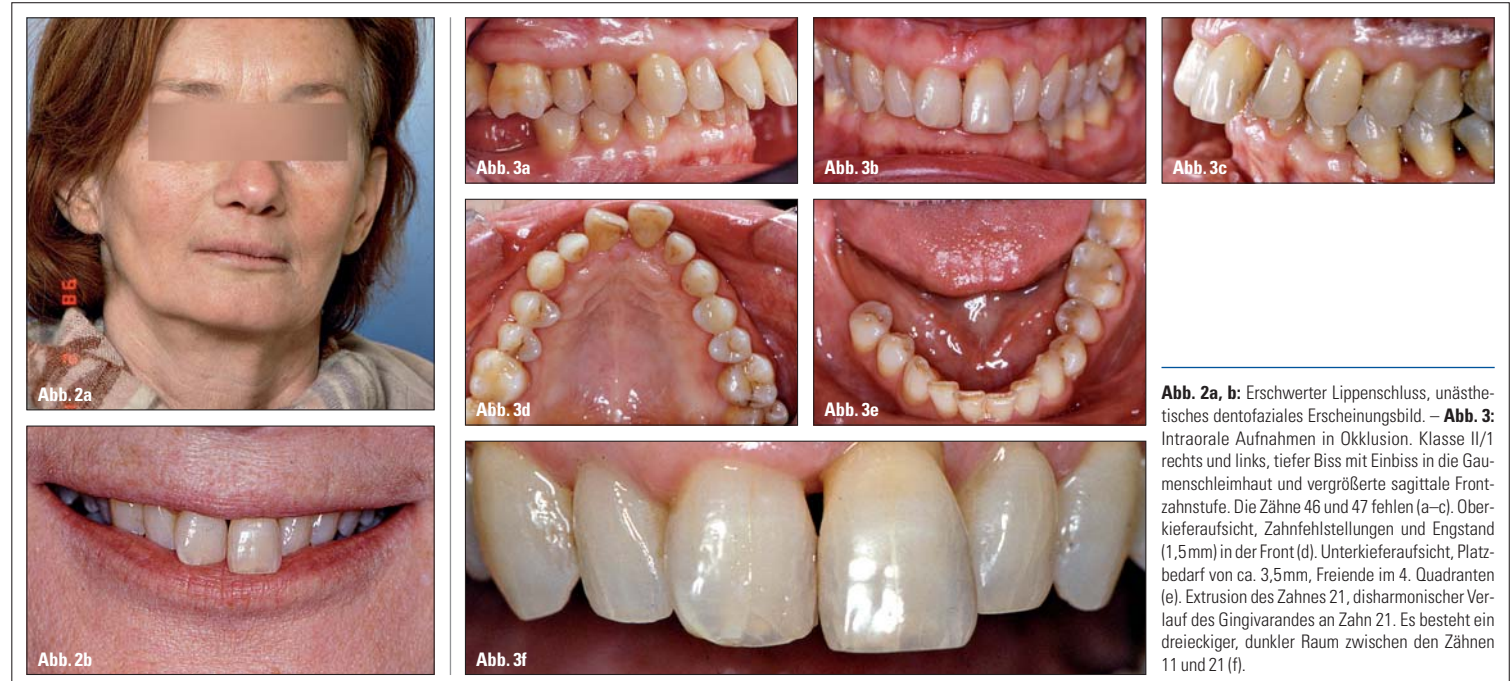 Abb. 2a
Abb. 2b
Abb. 3a
Abb. 3b
Abb. 3c
Abb. 3d
Abb. 3e
Abb. 3f
Abb. 2a, b: Erschwerter Lippenschluss, unästhe-
tisches dentofaziales Erscheinungsbild. – Abb. 3:
Intraorale Aufnahmen in Okklusion. Klasse II/1
rechts und links, tiefer Biss mit Einbiss in die Gau-
menschleimhaut und vergrößerte sagittale Front-
zahnstufe. Die Zähne 46 und 47 fehlen (a–c). Ober-
kieferaufsicht, Zahnfehlstellungen und Engstand
(1,5 mm) in der Front (d). Unterkieferaufsicht, Platz-
bedarf von ca. 3,5 mm, Freiende im 4. Quadranten
(e). Extrusion des Zahnes 21, disharmonischer Ver-
lauf des Gingivarandes an Zahn 21. Es besteht ein
dreieckiger, dunkler Raum zwischen den Zähnen
11 und 21 (f).